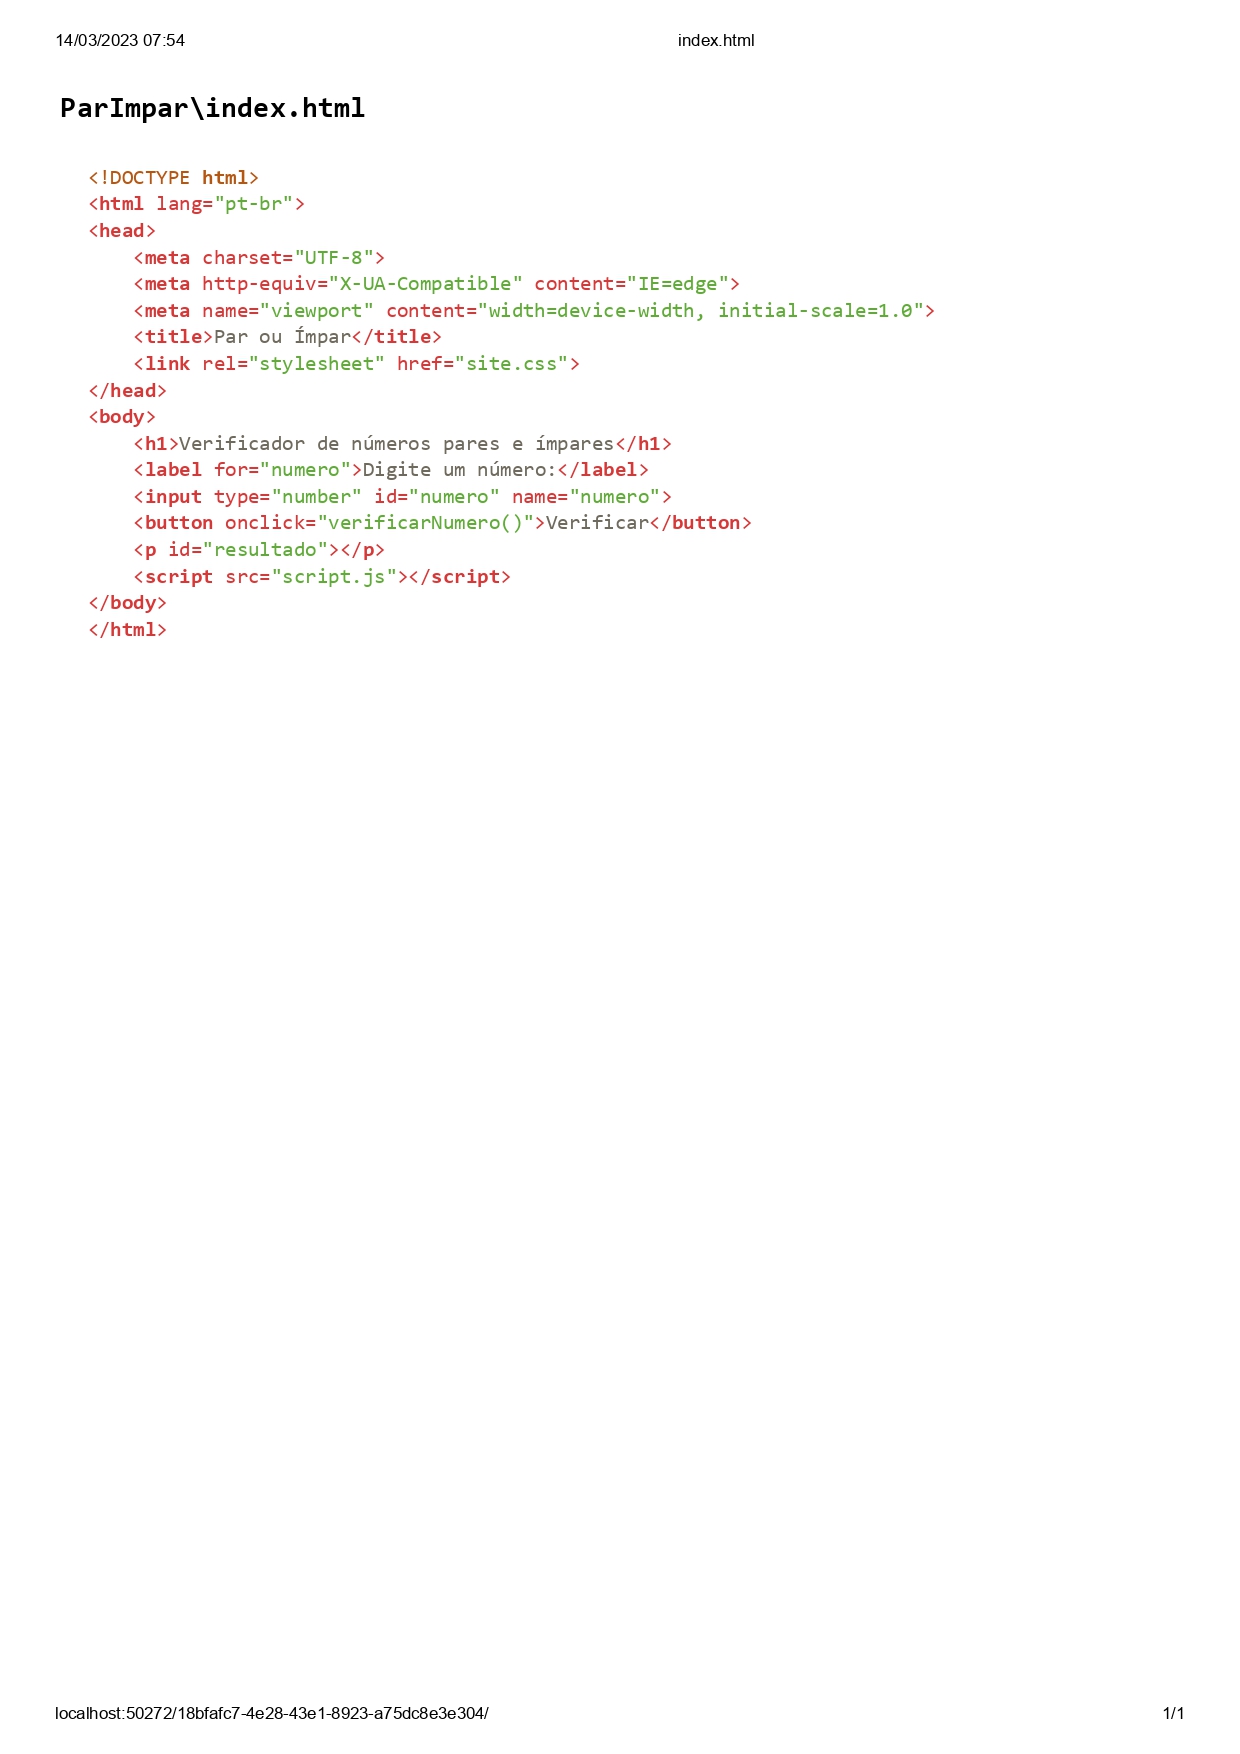 14/03/2023 07:54
index.html
ParImpar\index.html
<!DOCTYPE html>
<html lang="pt-br">
<head>
    <meta charset="UTF-8">
    <meta http-equiv="X-UA-Compatible" content="IE=edge">
    <meta name="viewport" content="width=device-width, initial-scale=1.0">
    <title>Par ou Ímpar</title>
    <link rel="stylesheet" href="site.css">
</head>
<body>
    <h1>Verificador de números pares e ímpares</h1>
    <label for="numero">Digite um número:</label>
    <input type="number" id="numero" name="numero">
    <button onclick="verificarNumero()">Verificar</button>
    <p id="resultado"></p>
    <script src="script.js"></script>
</body>
</html>
localhost:50272/18bfafc7-4e28-43e1-8923-a75dc8e3e304/
1/1